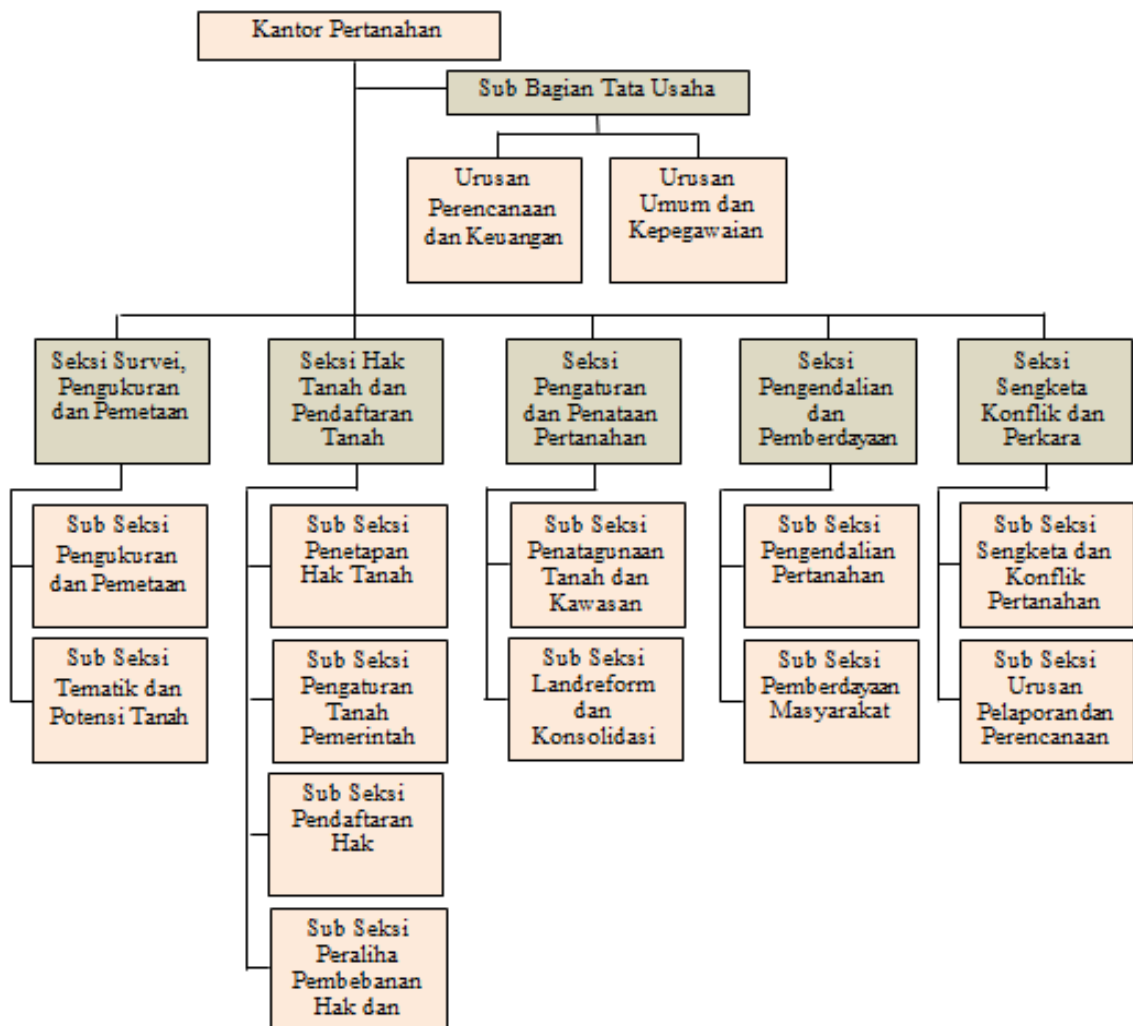 Kantor Pertanahan
Sub Bagian Tata Usaha
Urusan
Perencanaan
dan Keuangan
Urusan
Umum dan
Kepegawaian
Seksi Survei,
Pengukuran
dan Pemetaan
Seksi Hak
Tanah dan
Pendaftaran
Tanah
Seksi
Pengaturan
dan Penataan
Pertanahan
Seksi
Pengendalian
dan
Pemberdayaan
Seksi
Sengketa
Konflik dan
Perkara
Sub Seksi
Pengukuran
dan Pemetaan
Sub Seksi
Tematik dan
Potensi Tanah
Sub Seksi
Penetapan
Hak Tanah
Sub Seksi
Pengaturan
Tanah
Pemerintah
Sub Seksi
Pendaftaran
Hak
Sub Seksi
Peraliha
Pembebanan
Hak dan
Sub Seksi
Penatagunaan
Tanah dan
Kawasan
Sub Seksi
Landreform
dan
Konsolidasi
Sub Seksi
Pengendalian
Pertanahan
Sub Seksi
Pemberdayaan
Masyarakat
Sub Seksi
Sengketa dan
Konflik
Pertanahan
Sub Seksi
Urusan
Pelaporan dan
Perencanaan